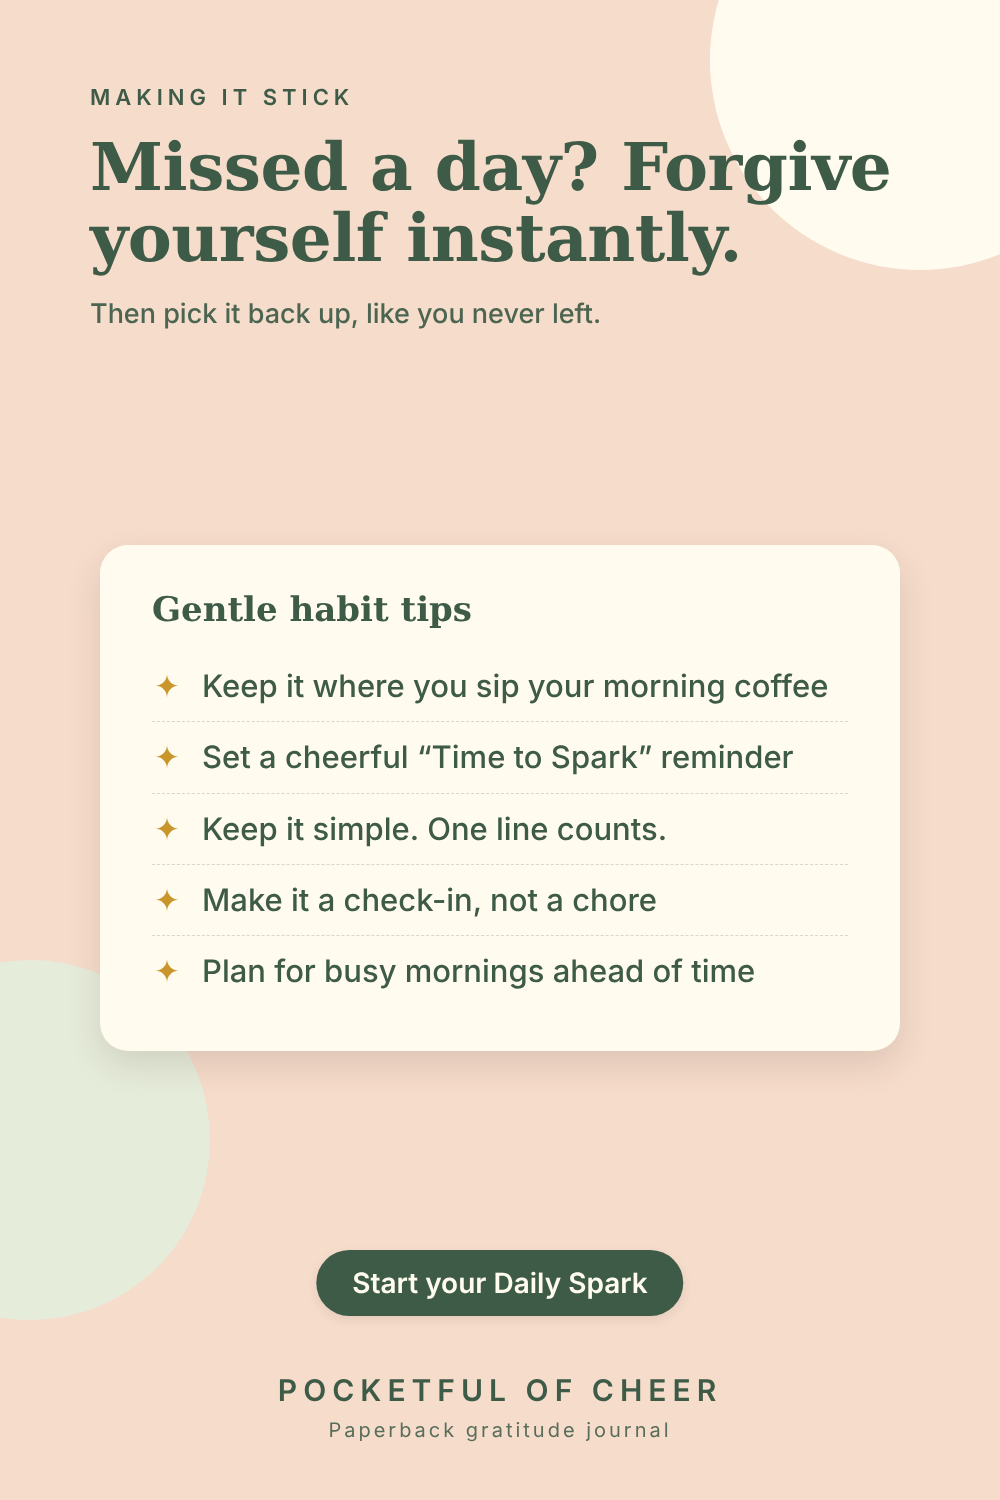 MAKING IT STICK
Missed a day? Forgive
yourself instantly.
Then pick it back up, like you never left.
Gentle habit tips
✦ Keep it where you sip your morning coffee
✦ Set a cheerful “Time to Spark” reminder
✦ Keep it simple. One line counts.
✦ Make it a check-in, not a chore
✦ Plan for busy mornings ahead of time
Start your Daily Spark
POCKETFUL OF CHEER
Paperback gratitude journal